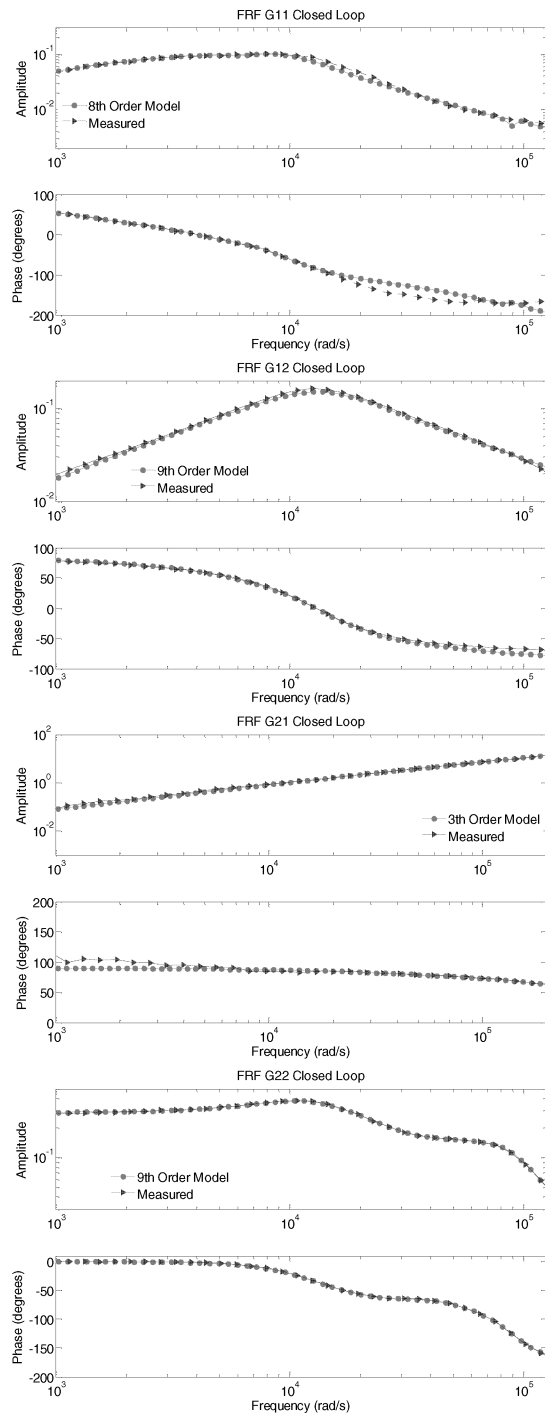 FRF G11 Closed Loop
Amplitude
10^-1
10^-2
8th Order Model
Measured
10^3 10^4 10^5
Phase (degrees)
100
0
-100
-200
10^3 10^4 10^5
Frequency (rad/s)
FRF G12 Closed Loop
Amplitude
10^-1
10^-2
9th Order Model
Measured
10^3 10^4 10^5
Phase (degrees)
100
50
0
-50
-100
10^3 10^4 10^5
Frequency (rad/s)
FRF G21 Closed Loop
Amplitude
10^2
10^0
10^-2
3th Order Model
Measured
10^3 10^4 10^5
Phase (degrees)
200
150
100
50
0
10^3 10^4 10^5
Frequency (rad/s)
FRF G22 Closed Loop
Amplitude
10^-1
9th Order Model
Measured
10^3 10^4 10^5
Phase (degrees)
0
-50
-100
-150
-200
10^3 10^4 10^5
Frequency (rad/s)